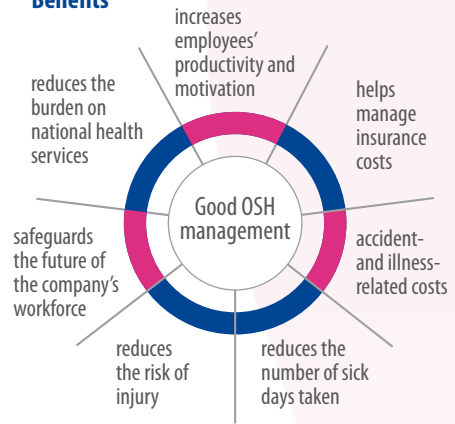 Benefits
increases
employees’
productivity and
motivation
helps
manage
insurance
costs
accident-
and illness-
related costs
reduces the
number of sick
days taken
reduces
the risk of
injury
safeguards
the future of
the company’s
workforce
reduces the
burden on
national health
services
Good OSH
management